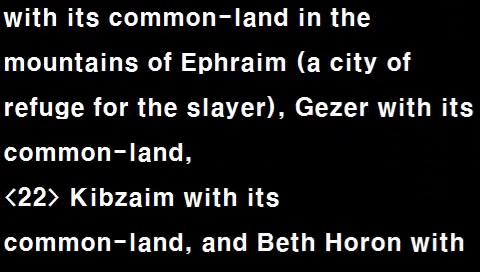 with its common-land in the
mountains of Ephraim (a city of
refuge for the slayer), Gezer with its
common-land,
<22> Kibzaim with its
common-land, and Beth Horon with